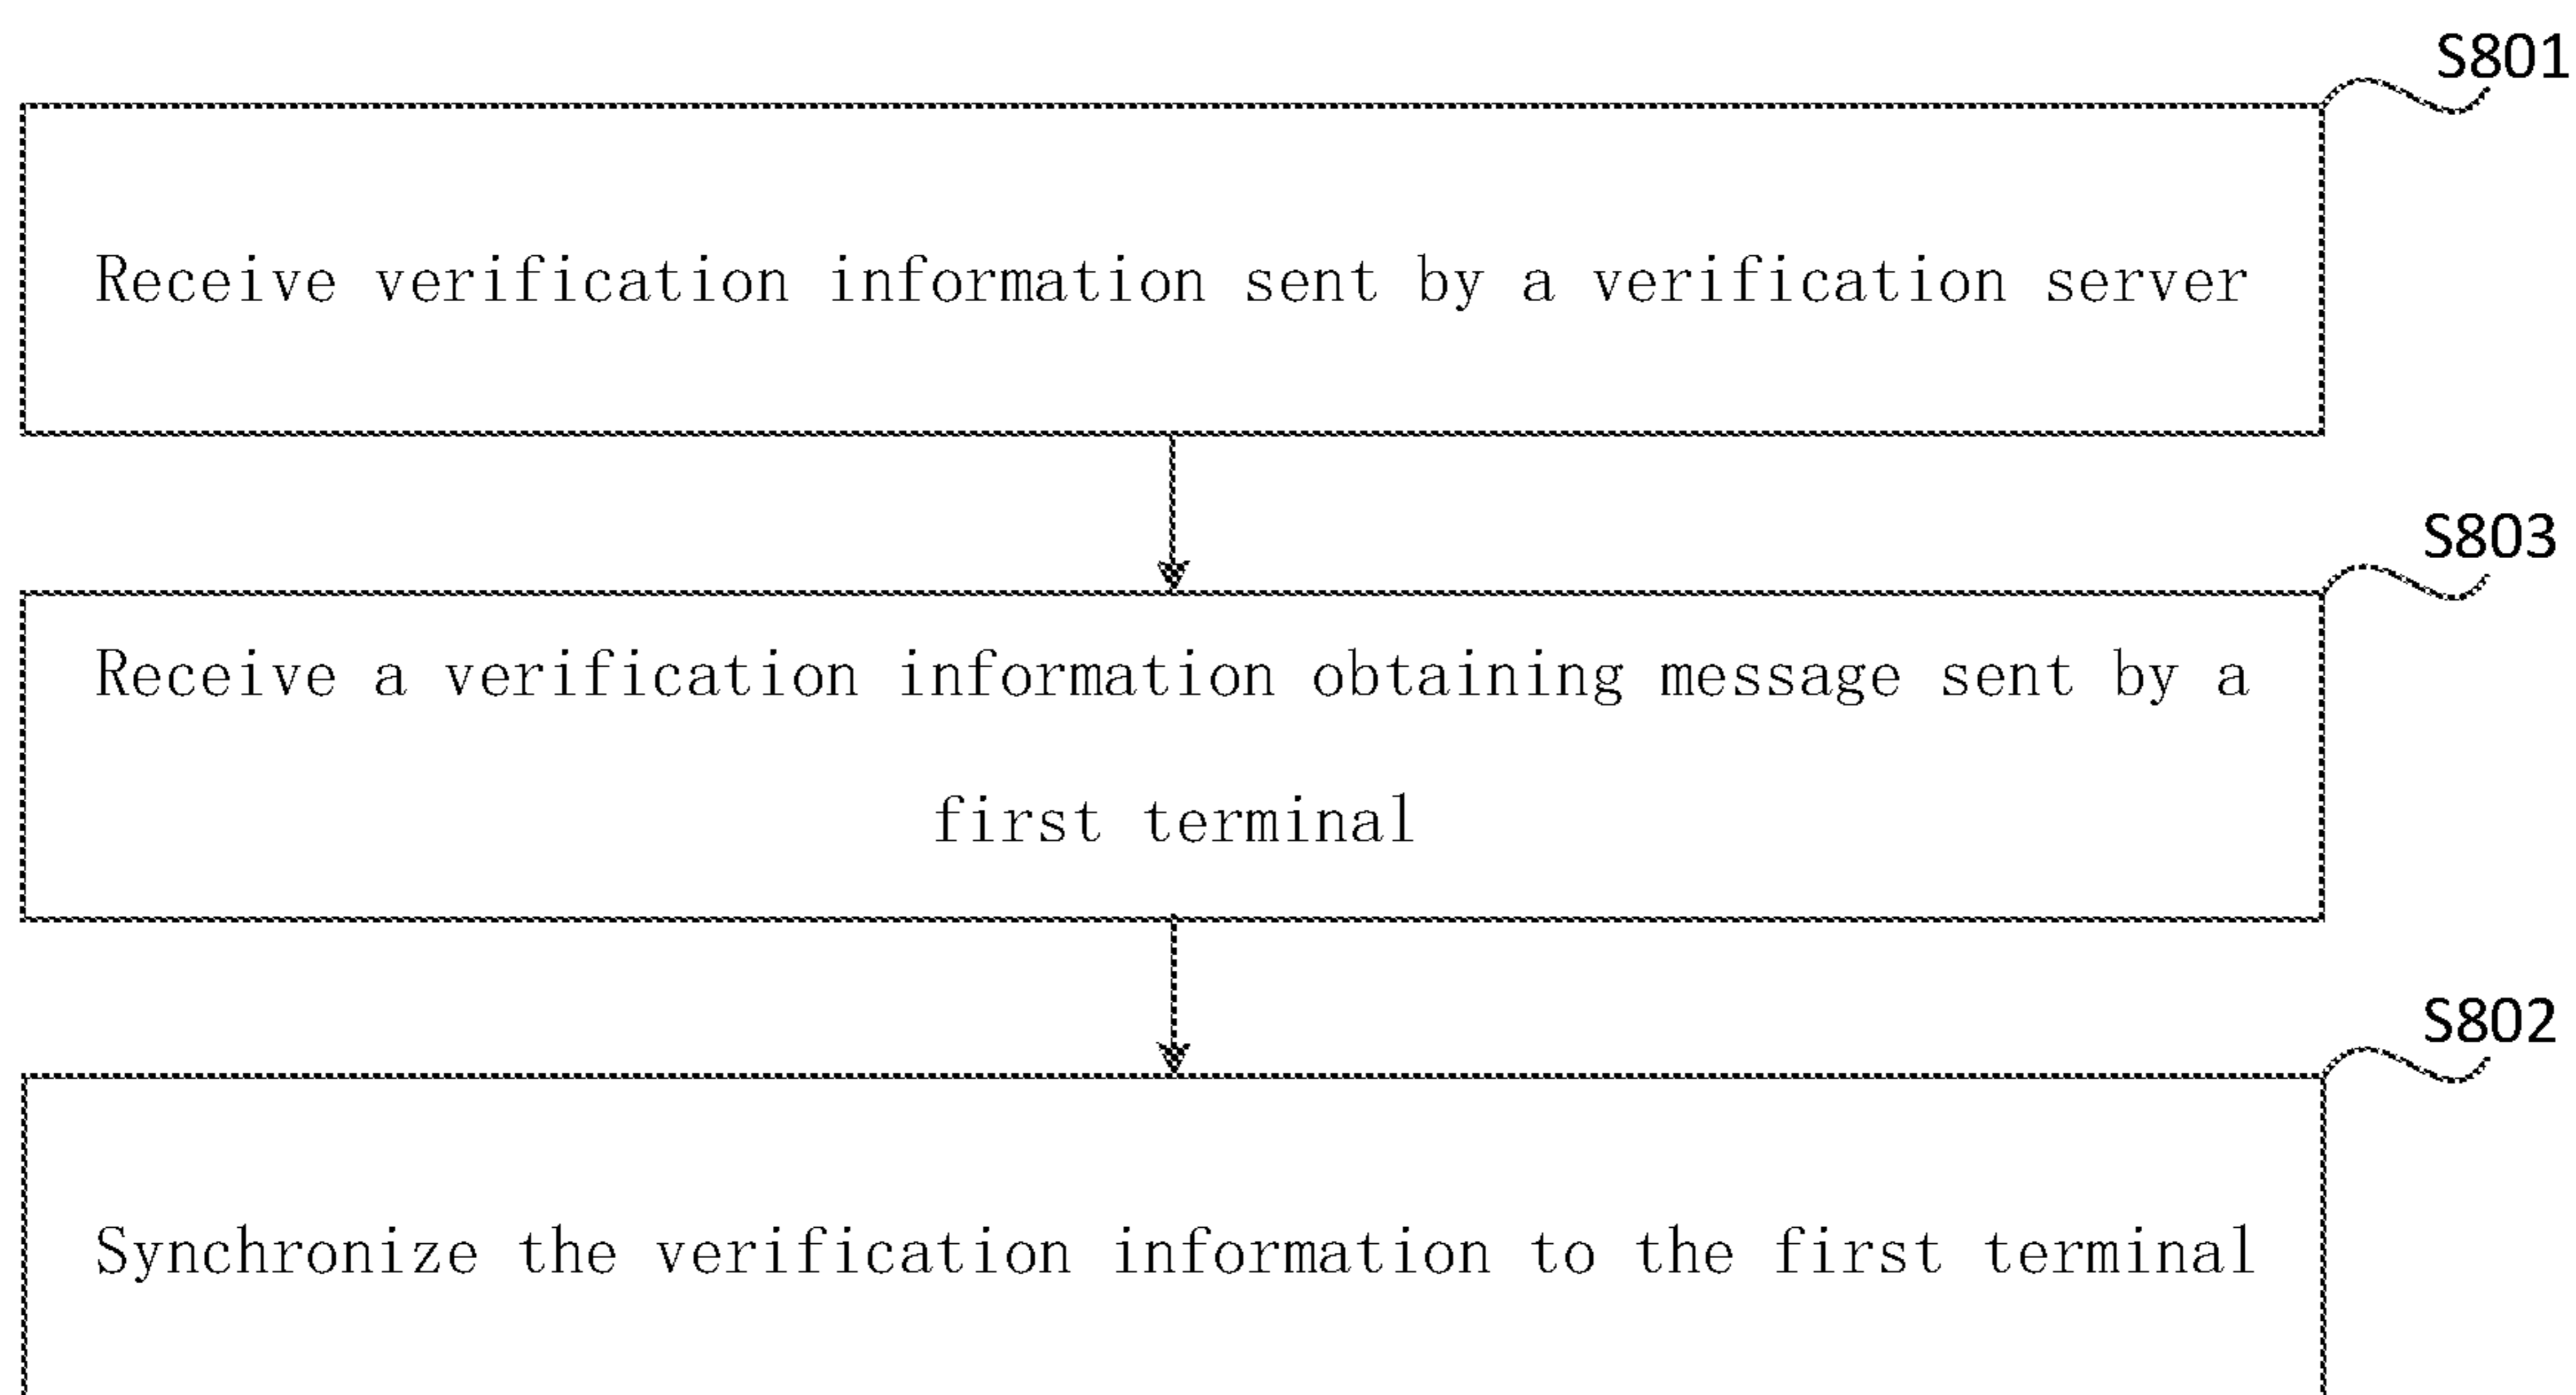 S801
Receive verification information sent by a verification server
S803
Receive a verification information obtaining message sent by a
first terminal
S802
Synchronize the verification information to the first terminal